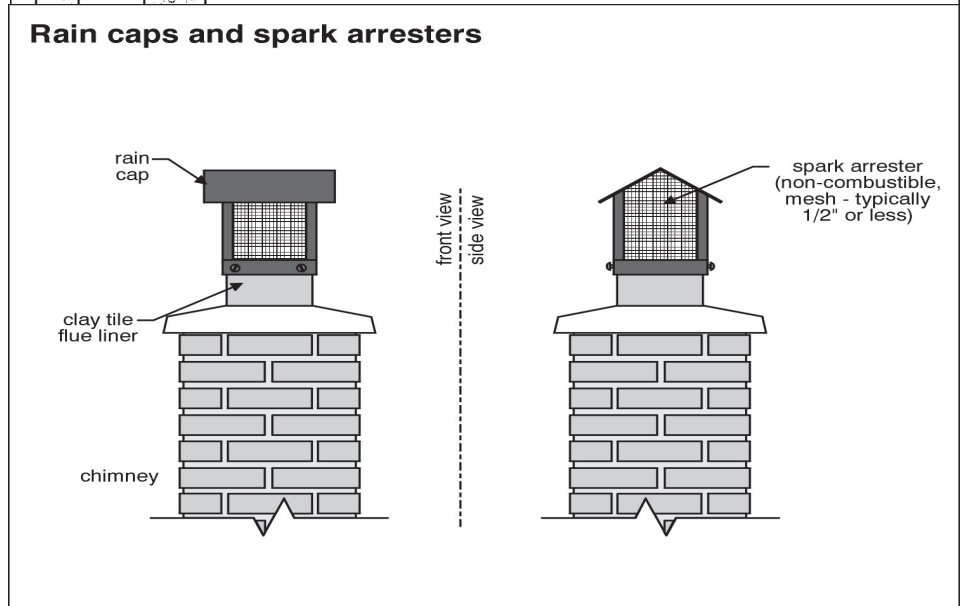 Rain caps and spark arresters
rain
cap
spark arrester
(non-combustible,
mesh - typically
1/2" or less)
front view
side view
clay tile
flue liner
chimney